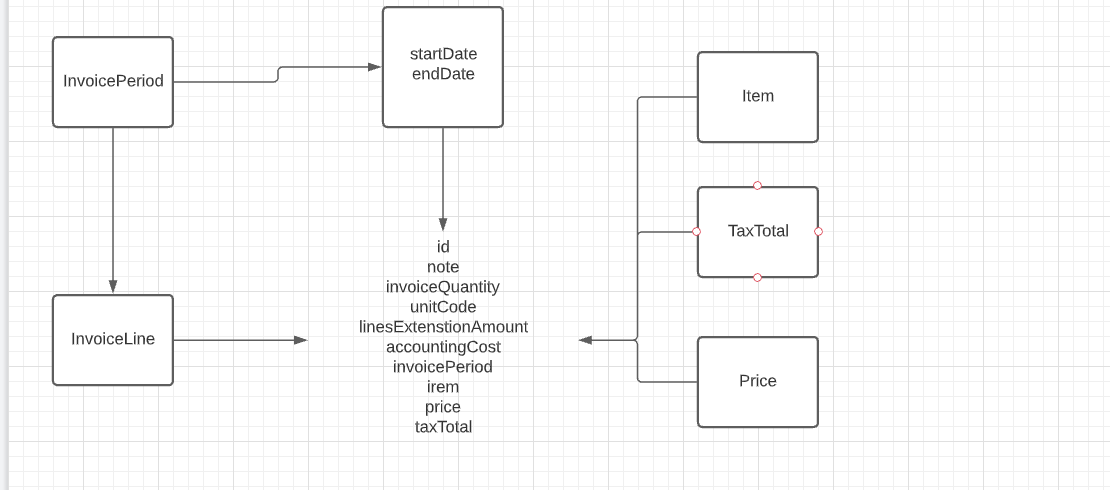 InvoicePeriod
startDate
endDate
Item
TaxTotal
InvoiceLine
id
note
invoiceQuantity
unitCode
linesExtenstionAmount
accountingCost
invoicePeriod
irem
price
taxTotal
Price